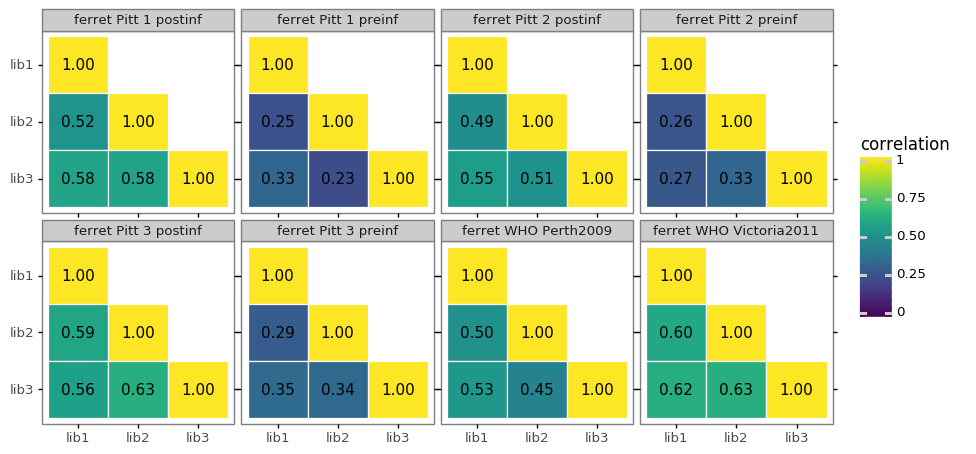 ferret Pitt 1 postinf ferret Pitt 1 preinf ferret Pitt 2 postinf ferret Pitt 2 preinf
lib1 1.00 1.00 1.00 1.00
lib2 0.52 1.00 0.25 1.00 0.49 1.00 0.26 1.00
lib3 0.58 0.58 1.00 0.33 0.23 1.00 0.55 0.51 1.00 0.27 0.33 1.00
ferret Pitt 3 postinf ferret Pitt 3 preinf ferret WHO Perth2009 ferret WHO Victoria2011
lib1 1.00 1.00 1.00 1.00
lib2 0.59 1.00 0.29 1.00 0.50 1.00 0.60 1.00
lib3 0.56 0.63 1.00 0.35 0.34 1.00 0.53 0.45 1.00 0.62 0.63 1.00
lib1 lib2 lib3 lib1 lib2 lib3 lib1 lib2 lib3 lib1 lib2 lib3
correlation
1
0.75
0.50
0.25
0